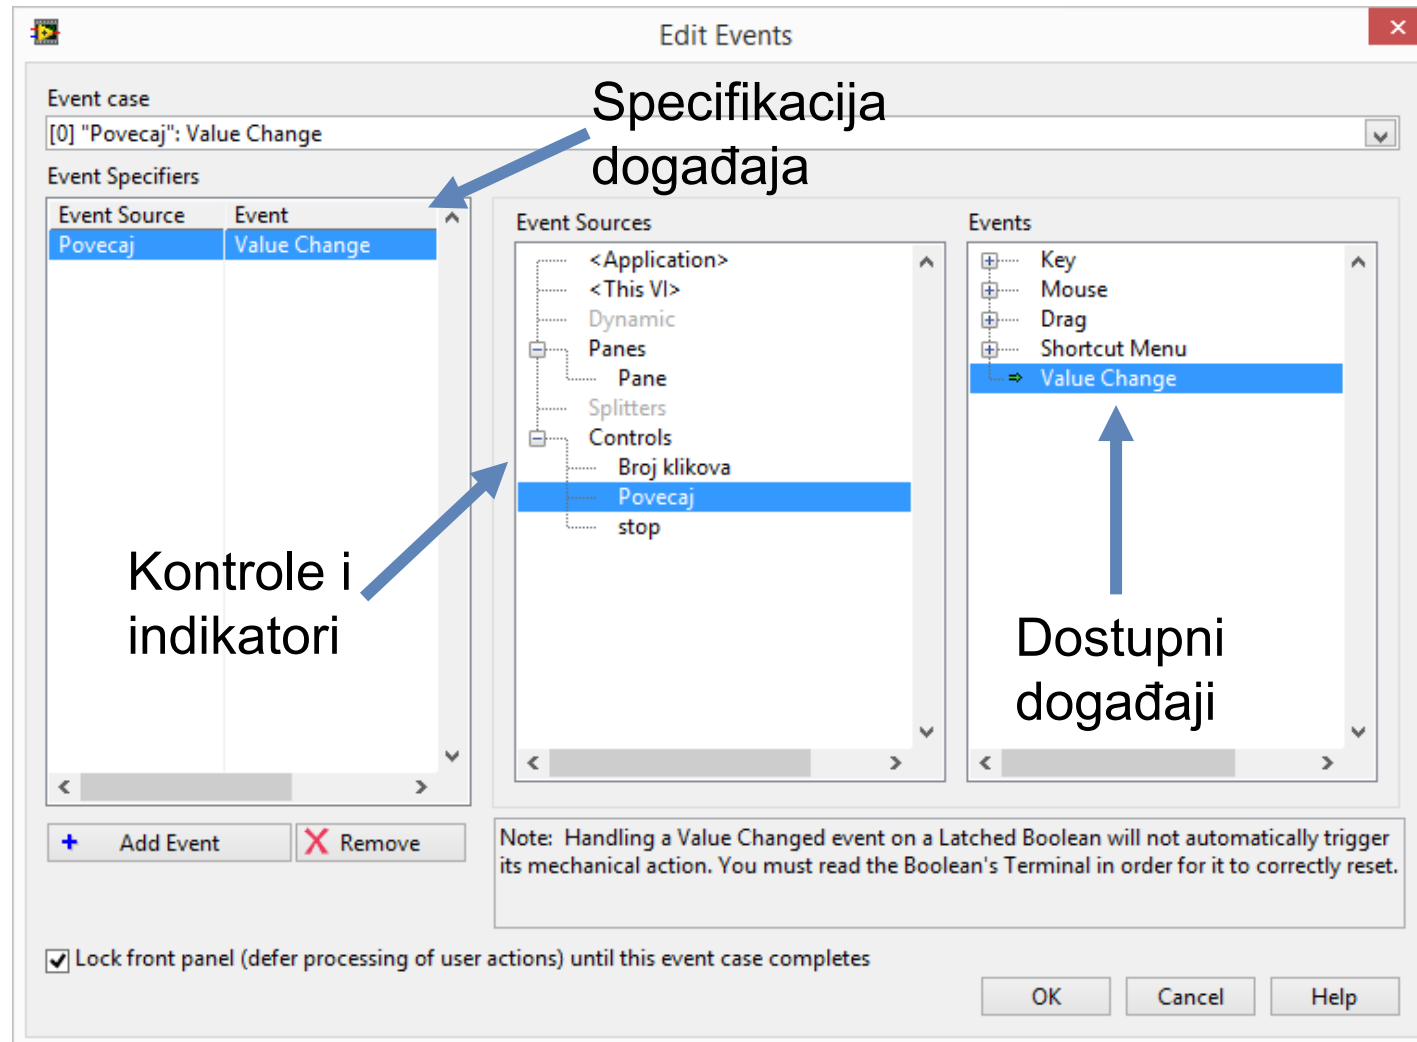 Edit Events
Event case
Specifikacija
događaja
[0] "Povecaj": Value Change
Event Specifiers
Event Source Event
Povecaj Value Change
Event Sources
<Application>
<This VI>
Dynamic
Panes
Pane
Splitters
Controls
Broj klikova
Povecaj
stop
Events
Key
Mouse
Drag
Shortcut Menu
Value Change
Kontrole i
indikatori
Dostupni
događaji
Add Event Remove
Note: Handling a Value Changed event on a Latched Boolean will not automatically trigger
its mechanical action. You must read the Boolean's Terminal in order for it to correctly reset.
Lock front panel (defer processing of user actions) until this event case completes
OK Cancel Help